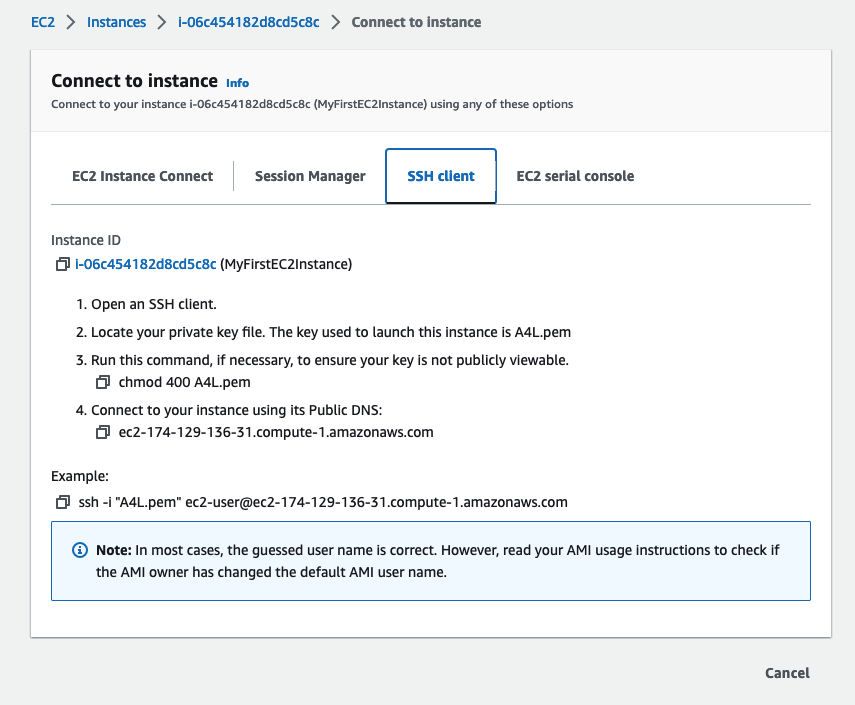 EC2 > Instances > i-06c454182d8cd5c8c > Connect to instance
Connect to instance Info
Connect to your instance i-06c454182d8cd5c8c (MyFirstEC2Instance) using any of these options
EC2 Instance Connect
Session Manager
SSH client
EC2 serial console
Instance ID
i-06c454182d8cd5c8c (MyFirstEC2Instance)
1. Open an SSH client.
2. Locate your private key file. The key used to launch this instance is A4L.pem
3. Run this command, if necessary, to ensure your key is not publicly viewable.
chmod 400 A4L.pem
4. Connect to your instance using its Public DNS:
ec2-174-129-136-31.compute-1.amazonaws.com
Example:
ssh -i "A4L.pem" ec2-user@ec2-174-129-136-31.compute-1.amazonaws.com
Note: In most cases, the guessed user name is correct. However, read your AMI usage instructions to check if
the AMI owner has changed the default AMI user name.
Cancel